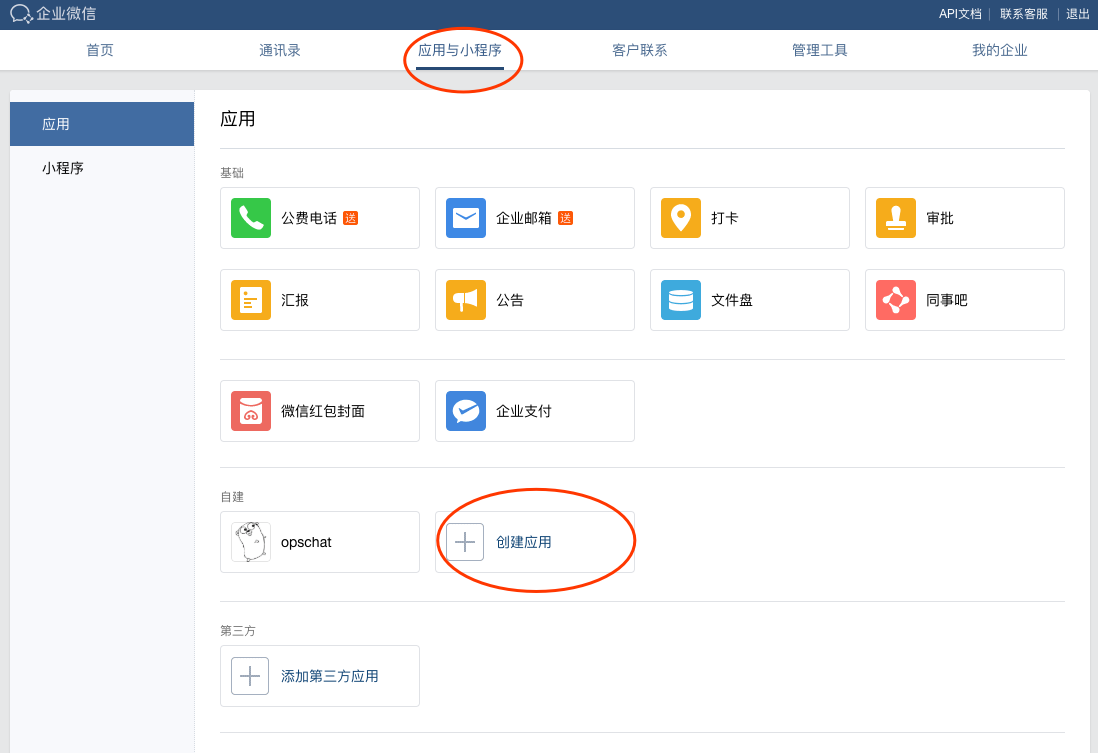 企业微信
API文档 联系客服 退出
首页 通讯录 应用与小程序 客户联系 管理工具 我的企业
应用
小程序
应用
基础
公费电话 送 企业邮箱 送 打卡 审批
汇报 公告 文件盘 同事吧
微信红包封面 企业支付
自建
opschat 创建应用
第三方
添加第三方应用